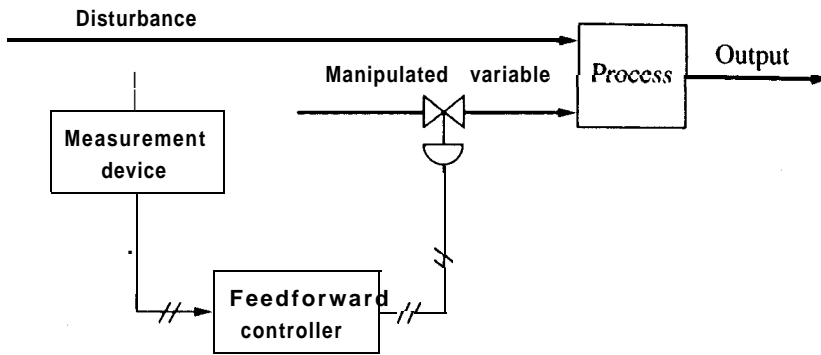 Disturbance
Process
Output
Manipulated variable
Measurement
device
Feedforward
controller